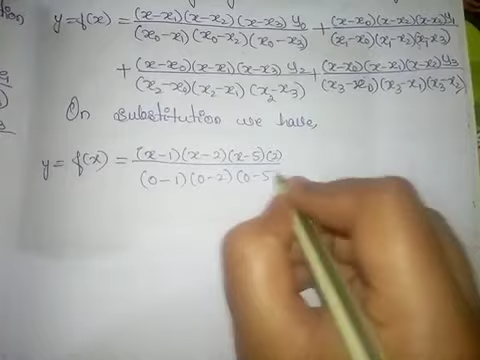 y=f(x) = (x-x₁)(x-x₂)(x-x₃) y₀ / (x₀-x₁)(x₀-x₂)(x₀-x₃) + (x-x₀)(x-x₂)(x-x₃)y₁ / (x₁-x₀)(x₁-x₂)(x₁-x₃)
+ (x-x₀)(x-x₁)(x-x₃) y₂ / (x₂-x₀)(x₂-x₁)(x₂-x₃) + (x-x₀)(x-x₁)(x-x₂)y₃ / (x₃-x₀)(x₃-x₁)(x₃-x₂)
On substitution we have,
y = f(x) = (x-1)(x-2)(x-5)(2) / (0-1)(0-2)(0-5